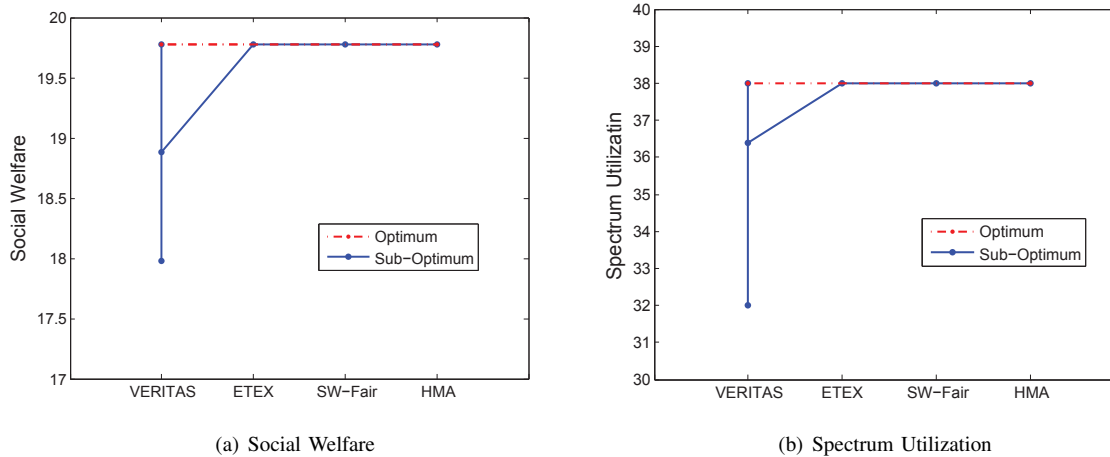 20
19.5
19
18.5
18
17.5
17
Social Welfare
Optimum
Sub-Optimum
VERITAS ETEX SW-Fair HMA
(a) Social Welfare
40
39
38
37
36
35
34
33
32
31
30
Spectrum Utilizatin
Optimum
Sub-Optimum
VERITAS ETEX SW-Fair HMA
(b) Spectrum Utilization